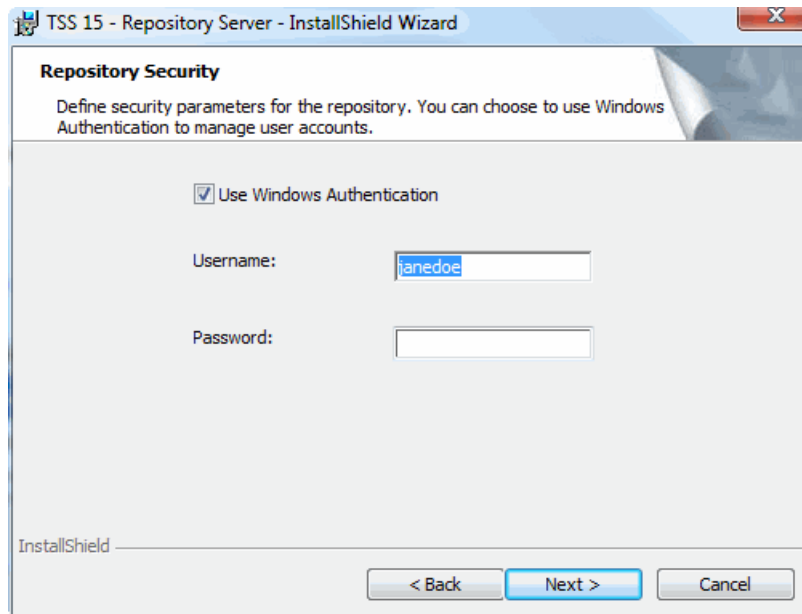 TSS 15 - Repository Server - InstallShield Wizard
Repository Security
Define security parameters for the repository. You can choose to use Windows
Authentication to manage user accounts.
Use Windows Authentication
Username:
janedoe
Password:
InstallShield
< Back
Next >
Cancel